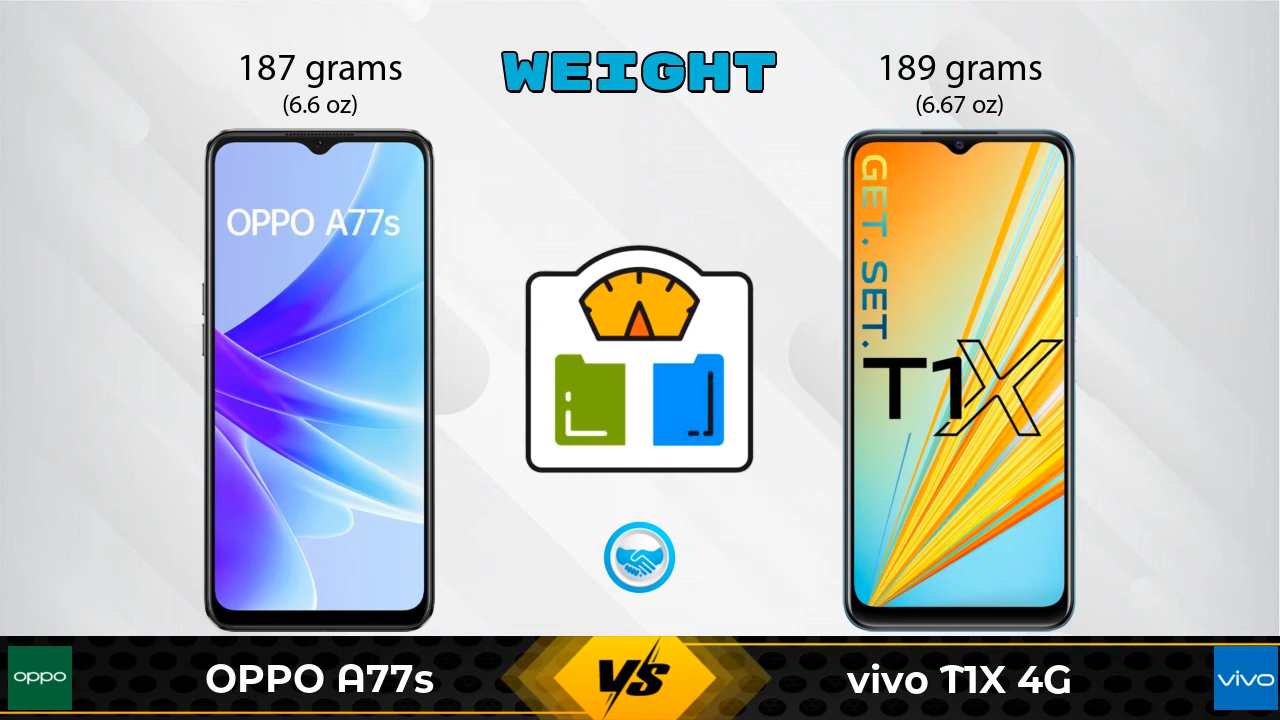 WEIGHT
187 grams
(6.6 oz)
189 grams
(6.67 oz)
OPPO A77s
GET. SET.
T1X
oppo
OPPO A77s
VS
vivo T1X 4G
vivo